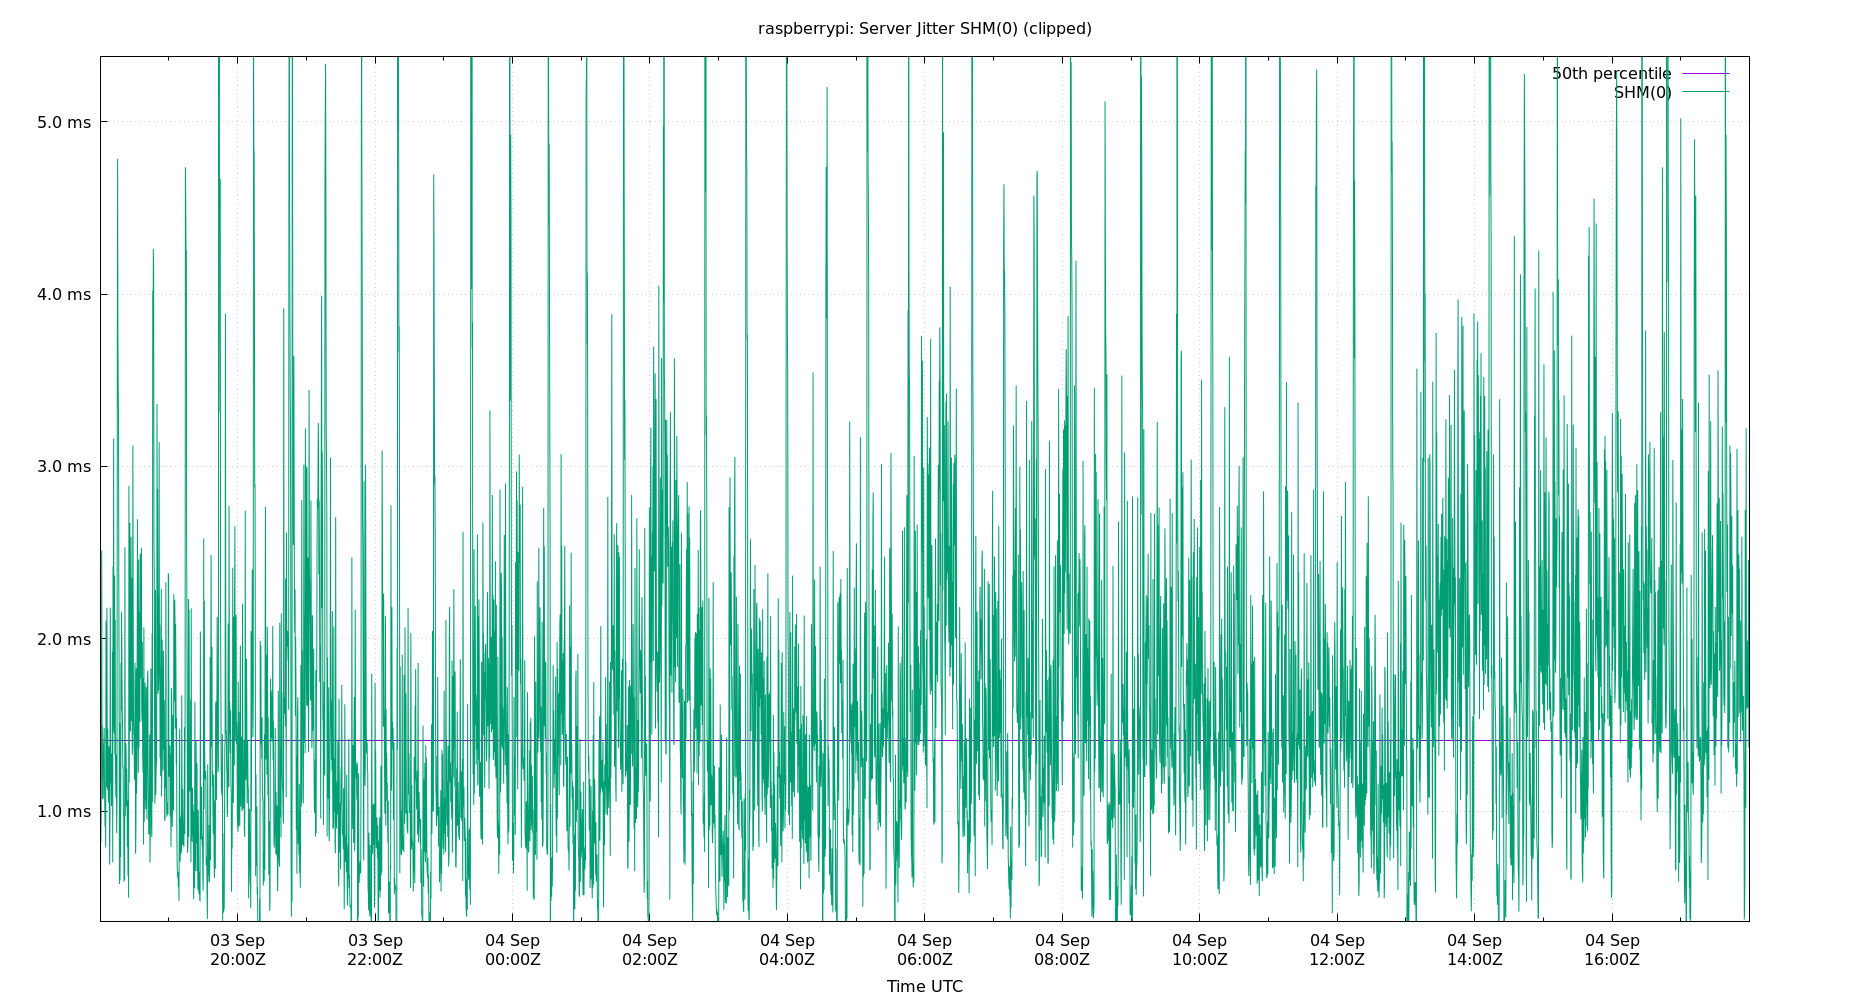 raspberrypi: Server Jitter SHM(0) (clipped)
50th percentile
SHM(0)
5.0 ms
4.0 ms
3.0 ms
2.0 ms
1.0 ms
03 Sep 03 Sep 04 Sep 04 Sep 04 Sep 04 Sep 04 Sep 04 Sep 04 Sep 04 Sep 04 Sep
20:00Z 22:00Z 00:00Z 02:00Z 04:00Z 06:00Z 08:00Z 10:00Z 12:00Z 14:00Z 16:00Z
Time UTC